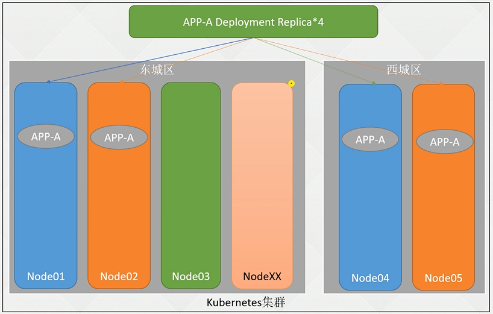 APP-A Deployment Replica*4
东城区
西城区
APP-A
APP-A
APP-A
APP-A
Node01
Node02
Node03
NodeXX
Node04
Node05
Kubernetes集群